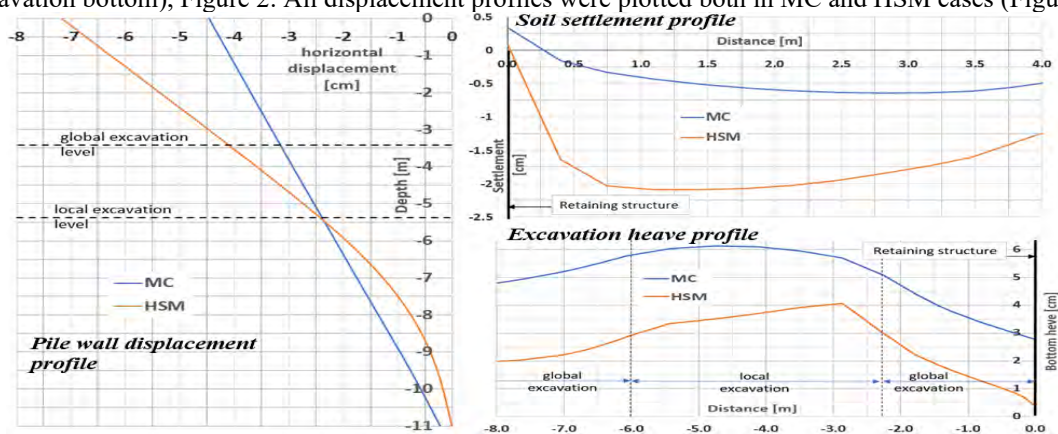 avation bottom), Figure 2. All displacement profiles were plotted both in MC and HSM cases (Figu
-8 -7 -6 -5 -4 -3 -2 -1 0
horizontal
displacement
[cm]
-1
-2
-3
global excavation
level
-4
Depth [m]
-5
local excavation
level
-6
-7
MC
HSM
-8
Pile wall displacement
profile
-9
-10
-11
Soil settlement profile
Distance [m]
0.5
0
0.0 0.5 1.0 1.5 2.0 2.5 3.0 3.5 4.0
-0.5
MC
-1
HSM
Settlement
[cm]
-1.5
-2
Retaining structure
-2.5
Excavation heave profile
Retaining structure
MC
HSM
6
5
4
3
2
1
0
Bottom heve [cm]
global
excavation
local
excavation
global
excavation
Distance [m]
-8.0 -7.0 -6.0 -5.0 -4.0 -3.0 -2.0 -1.0 0.0